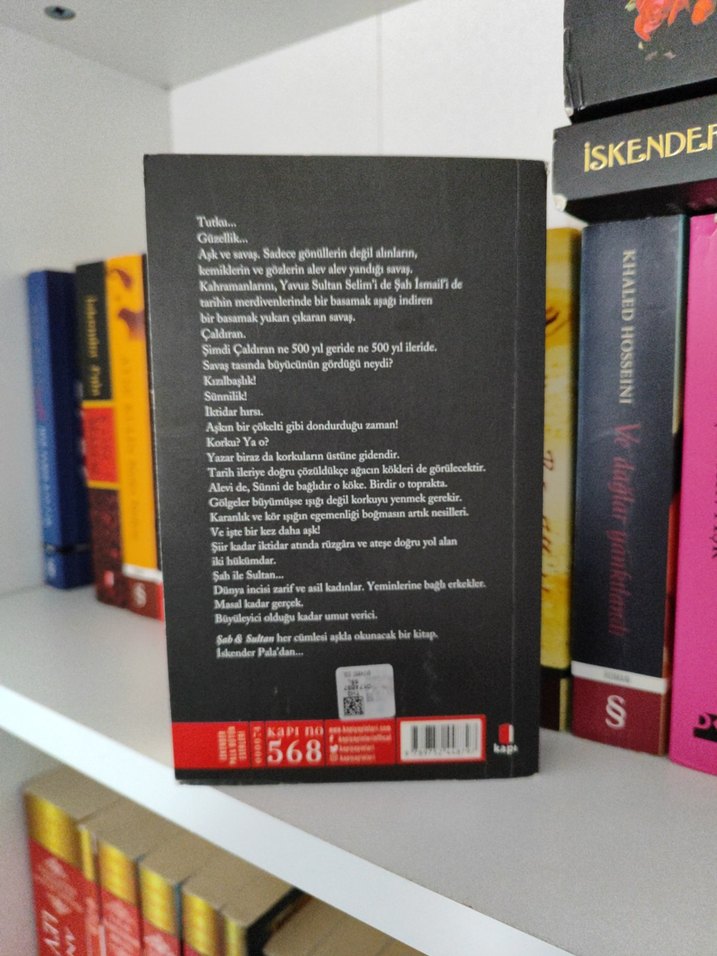 Tutku...
Güzellik...
Aşk ve savaş. Sadece gönüllerin değil alınların,
kemiklerin ve gözlerin alev alev yandığı savaş.
Kahramanlarını, Yavuz Sultan Selim'i de Şah İsmail'i de
tarihin merdivenlerinde bir basamak aşağı indiren
bir basamak yukarı çıkaran savaş.
Çaldıran.
Şimdi Çaldıran ne 500 yıl geride ne 500 yıl ileride.
Savaş tasında büyücünün gördüğü neydi?
Kızılbaşlık!
Sünnilik!
İktidar hırsı.
Aşkın bir çökelti gibi dondurduğu zaman!
Korku? Ya o?
Yazar biraz da korkuların üstüne gidendir.
Tarih ileriye doğru çözüldükçe ağacın kökleri de görülecektir.
Alevi de, Sünni de bağlıdır o köke. Birdir o toprakta.
Gölgeler büyümüşse ışığı değil korkuyu yenmek gerekir.
Karanlık ve kör ışığın egemenliği boğmasın artık nesilleri.
Ve işte bir kez daha aşk!
Şiir kadar iktidar atında rüzgâra ve ateşe doğru yol alan
iki hükümdar.
Şah ile Sultan...
Dünya incisi zarif ve asil kadınlar. Yeminlerine bağlı erkekler.
Masal kadar gerçek.
Büyüleyici olduğu kadar umut verici.
Şah & Sultan her cümlesi aşkla okunacak bir kitap.
İskender Pala'dan...
KAPI NO
568
www.kapiyayinlari.com
kapı
İSKENDER
KHALED HOSSEINI
Ve dağlar yankılandı
ROMAN